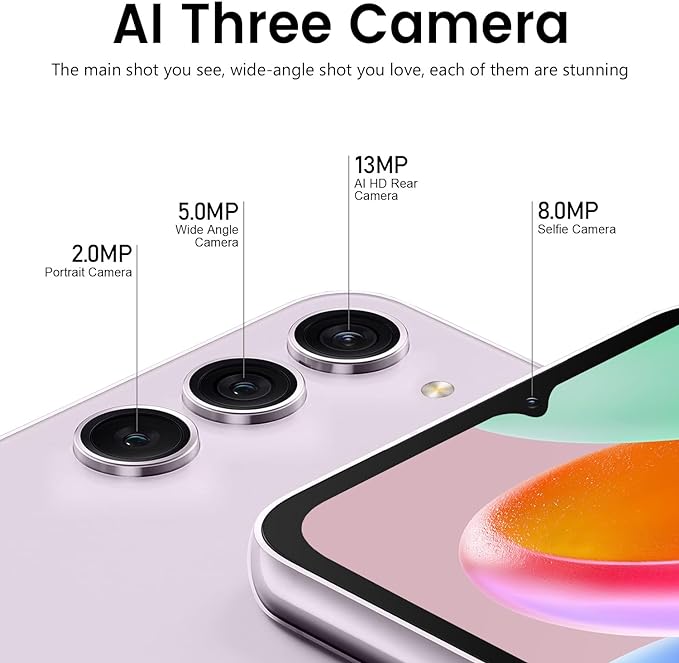 AI Three Camera
The main shot you see, wide-angle shot you love, each of them are stunning
13MP
AI HD Rear
Camera
5.0MP
Wide Angle
Camera
8.0MP
Selfie Camera
2.0MP
Portrait Camera